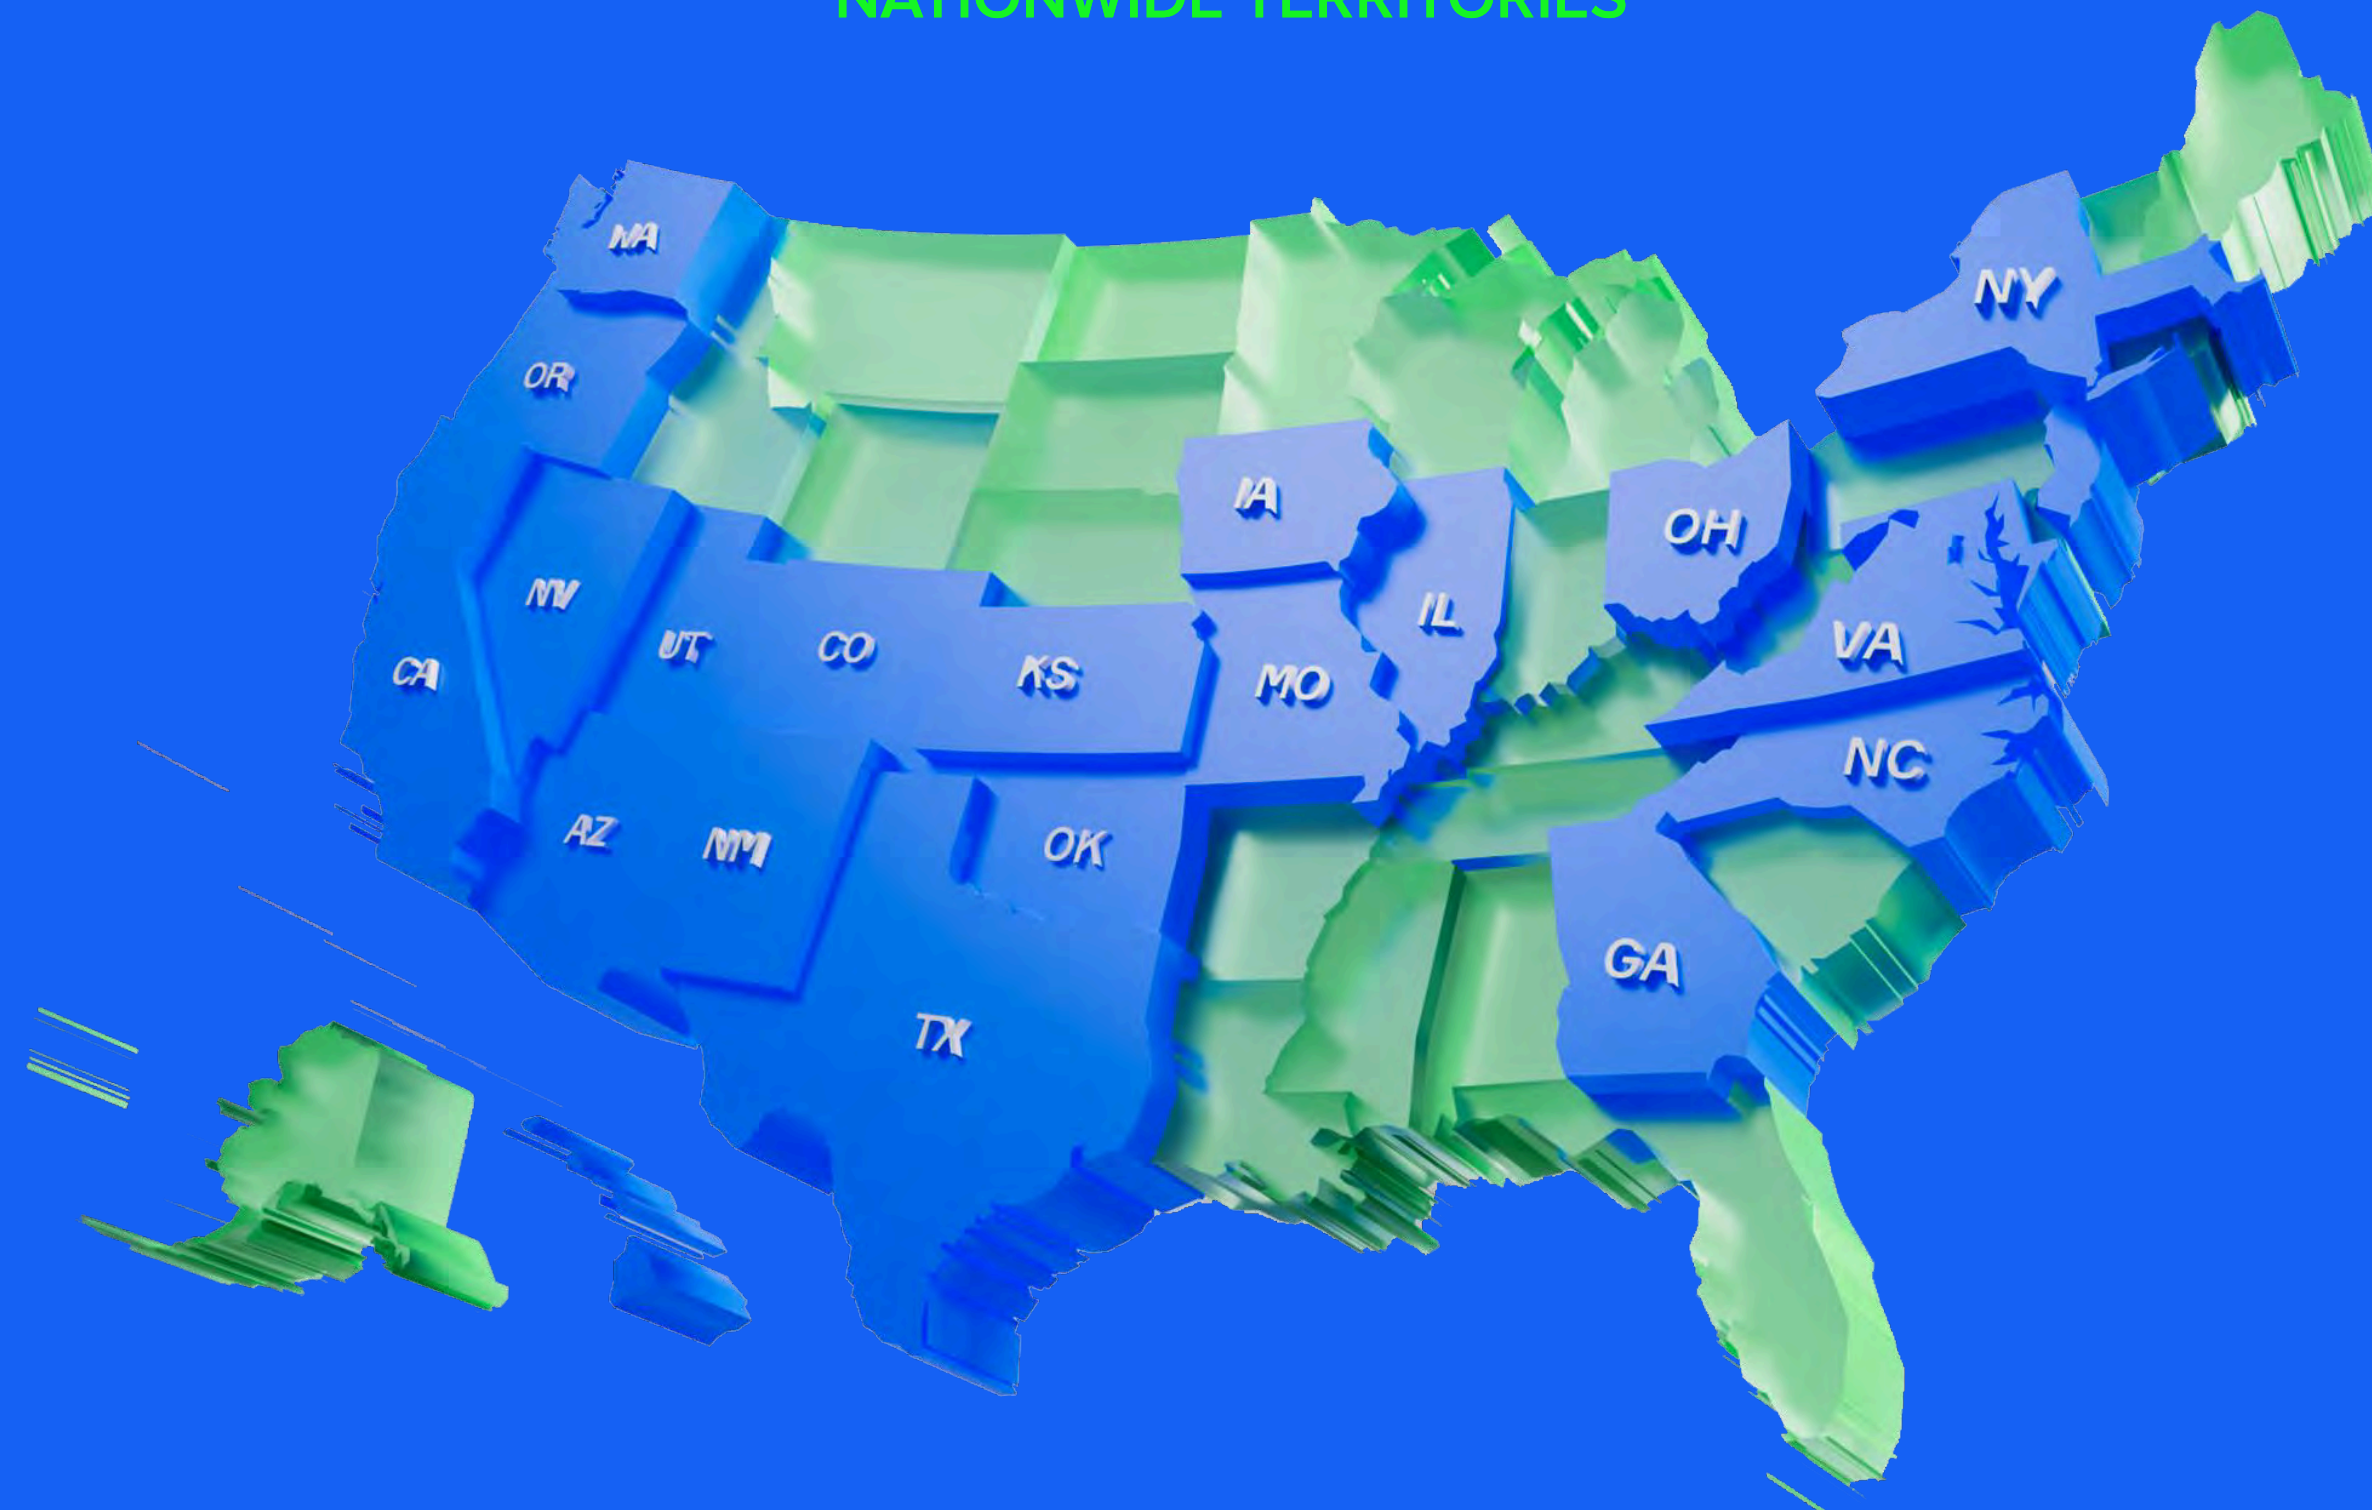 NATIONWIDE TERRITORIES
WA
NY
OR
IA
OH
NV
IL
UT
CO
VA
CA
KS
MO
NC
AZ
NM
OK
GA
TX